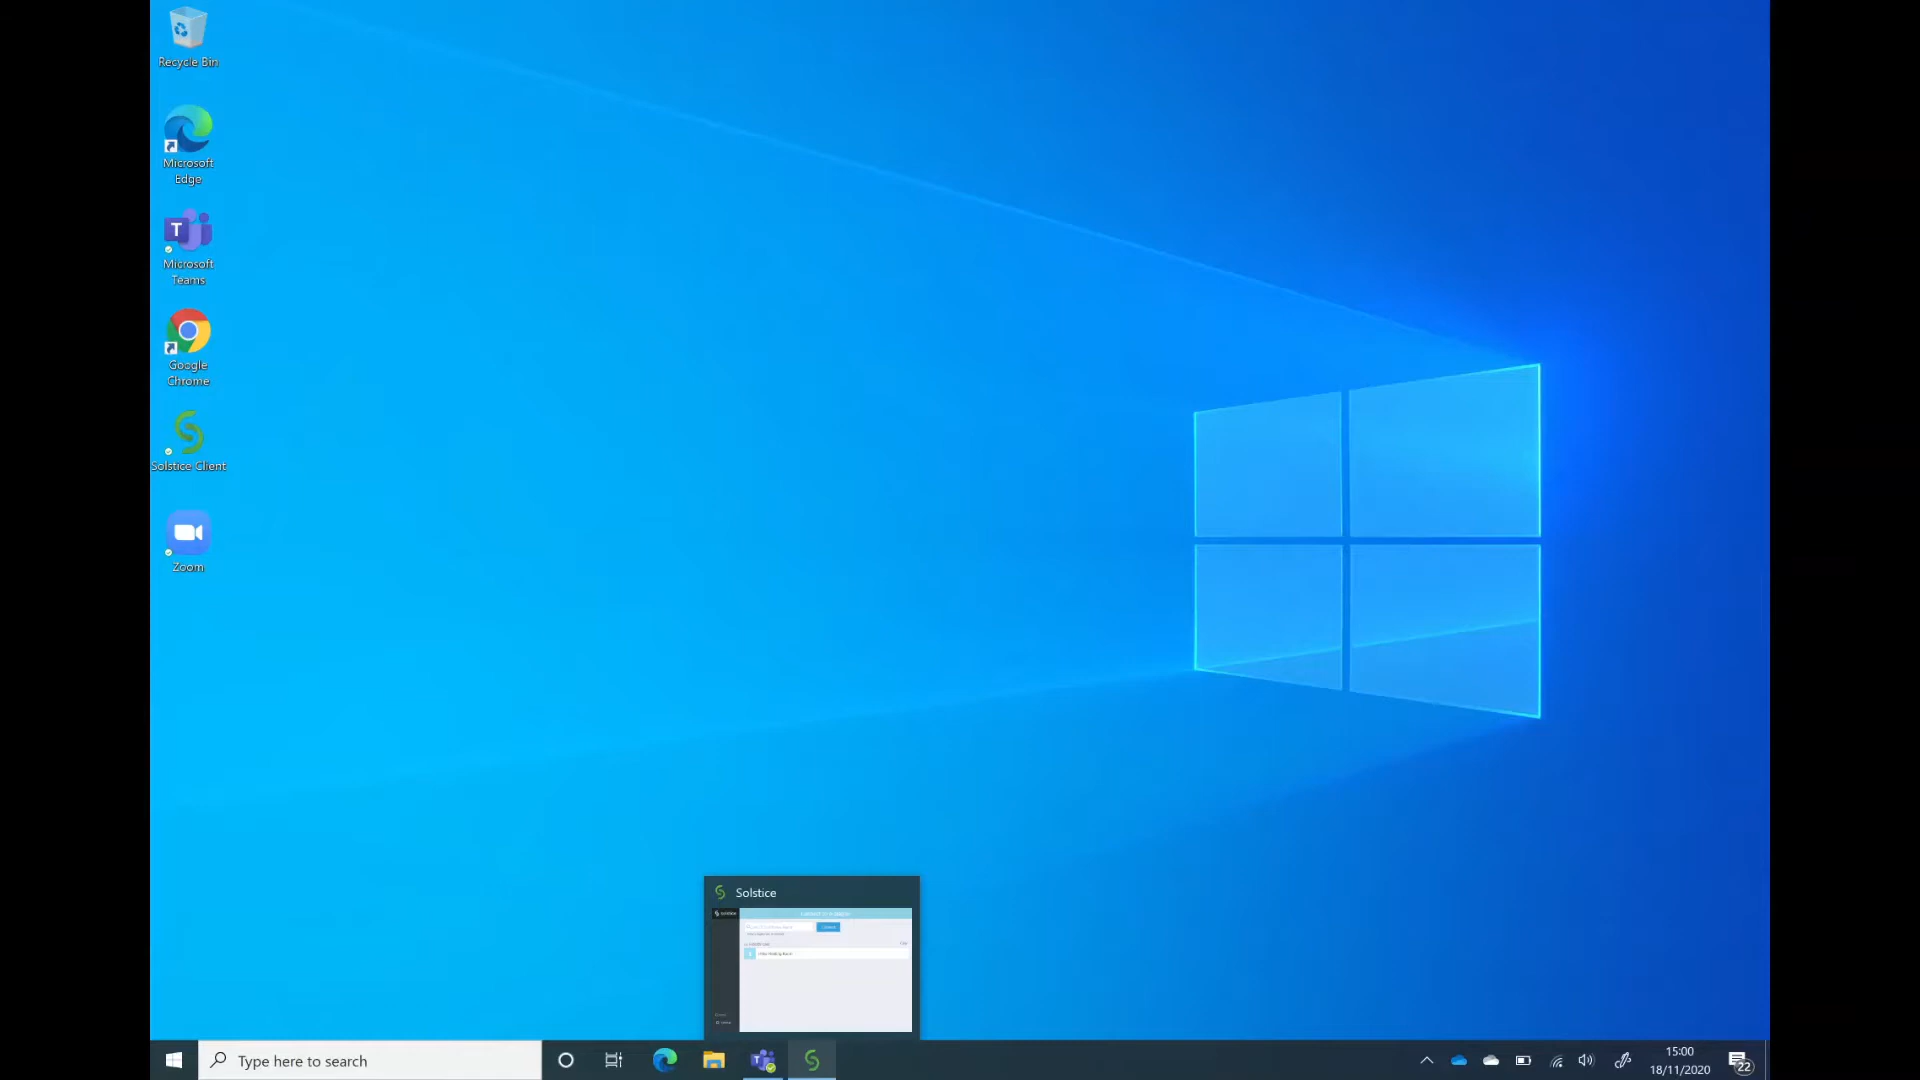 Recycle Bin
Microsoft
Edge
T
Microsoft
Teams
Google
Chrome
Solstice Client
Zoom
Solstice
Type here to search
T
15:00
18/11/2020
22